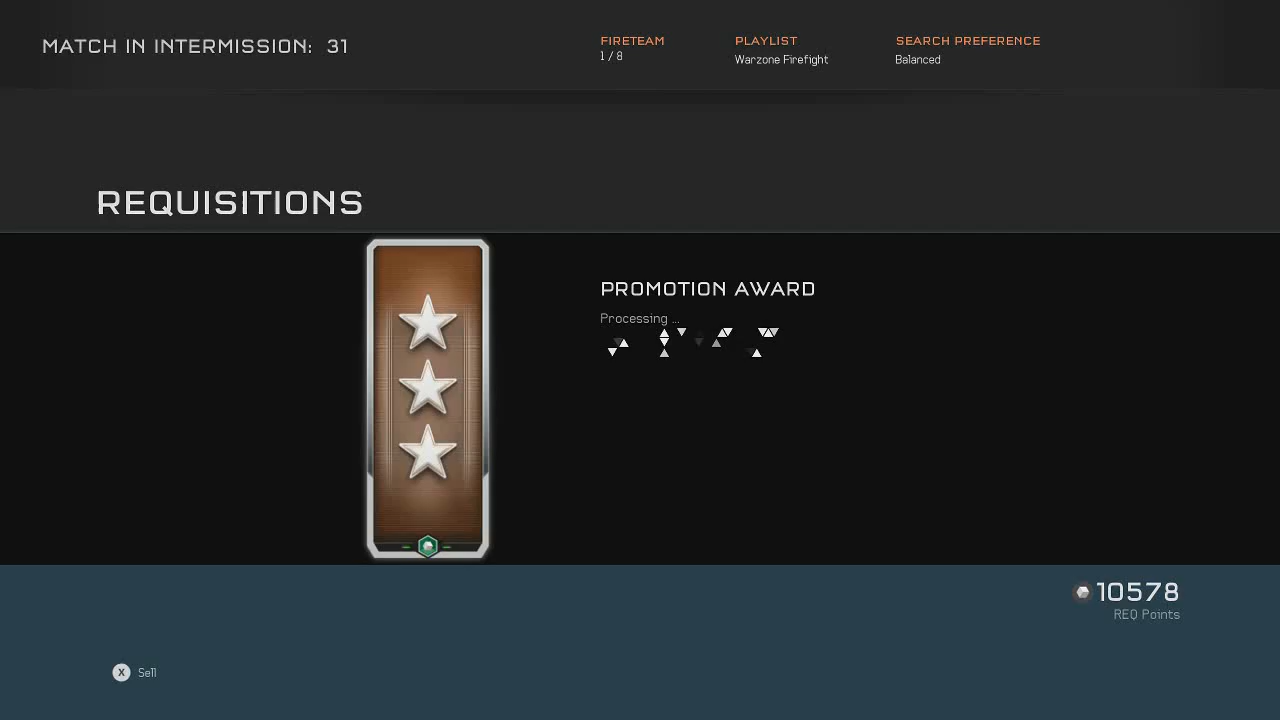 MATCH IN INTERMISSION: 31
FIRETEAM
1 / 8
PLAYLIST
Warzone Firefight
SEARCH PREFERENCE
Balanced
REQUISITIONS
PROMOTION AWARD
Processing ...
10578
REQ Points
X Sell